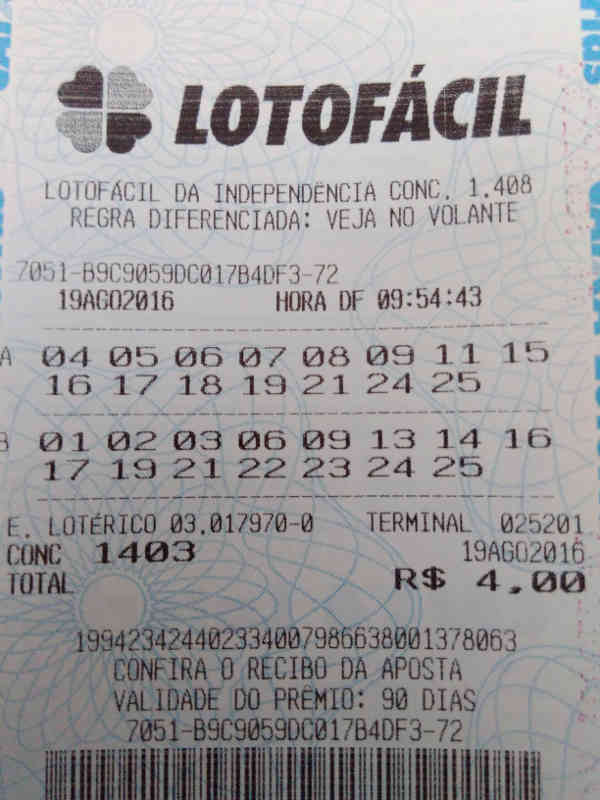 LOTOFÁCIL
LOTOFÁCIL DA INDEPENDÊNCIA CONC. 1.408
REGRA DIFERENCIADA: VEJA NO VOLANTE
7051-B9C9059DC017B4DF3-72
19AGO2016 HORA DF 09:54:43
A 04 05 06 07 08 09 11 15
16 17 18 19 21 24 25
B 01 02 03 06 09 13 14 16
17 19 21 22 23 24 25
E. LOTÉRICO 03.017970-0 TERMINAL 025201
CONC 1403 19AGO2016
TOTAL R$ 4,00
199423424402334007986638001378063
CONFIRA O RECIBO DA APOSTA
VALIDADE DO PRÊMIO: 90 DIAS
7051-B9C9059DC017B4DF3-72